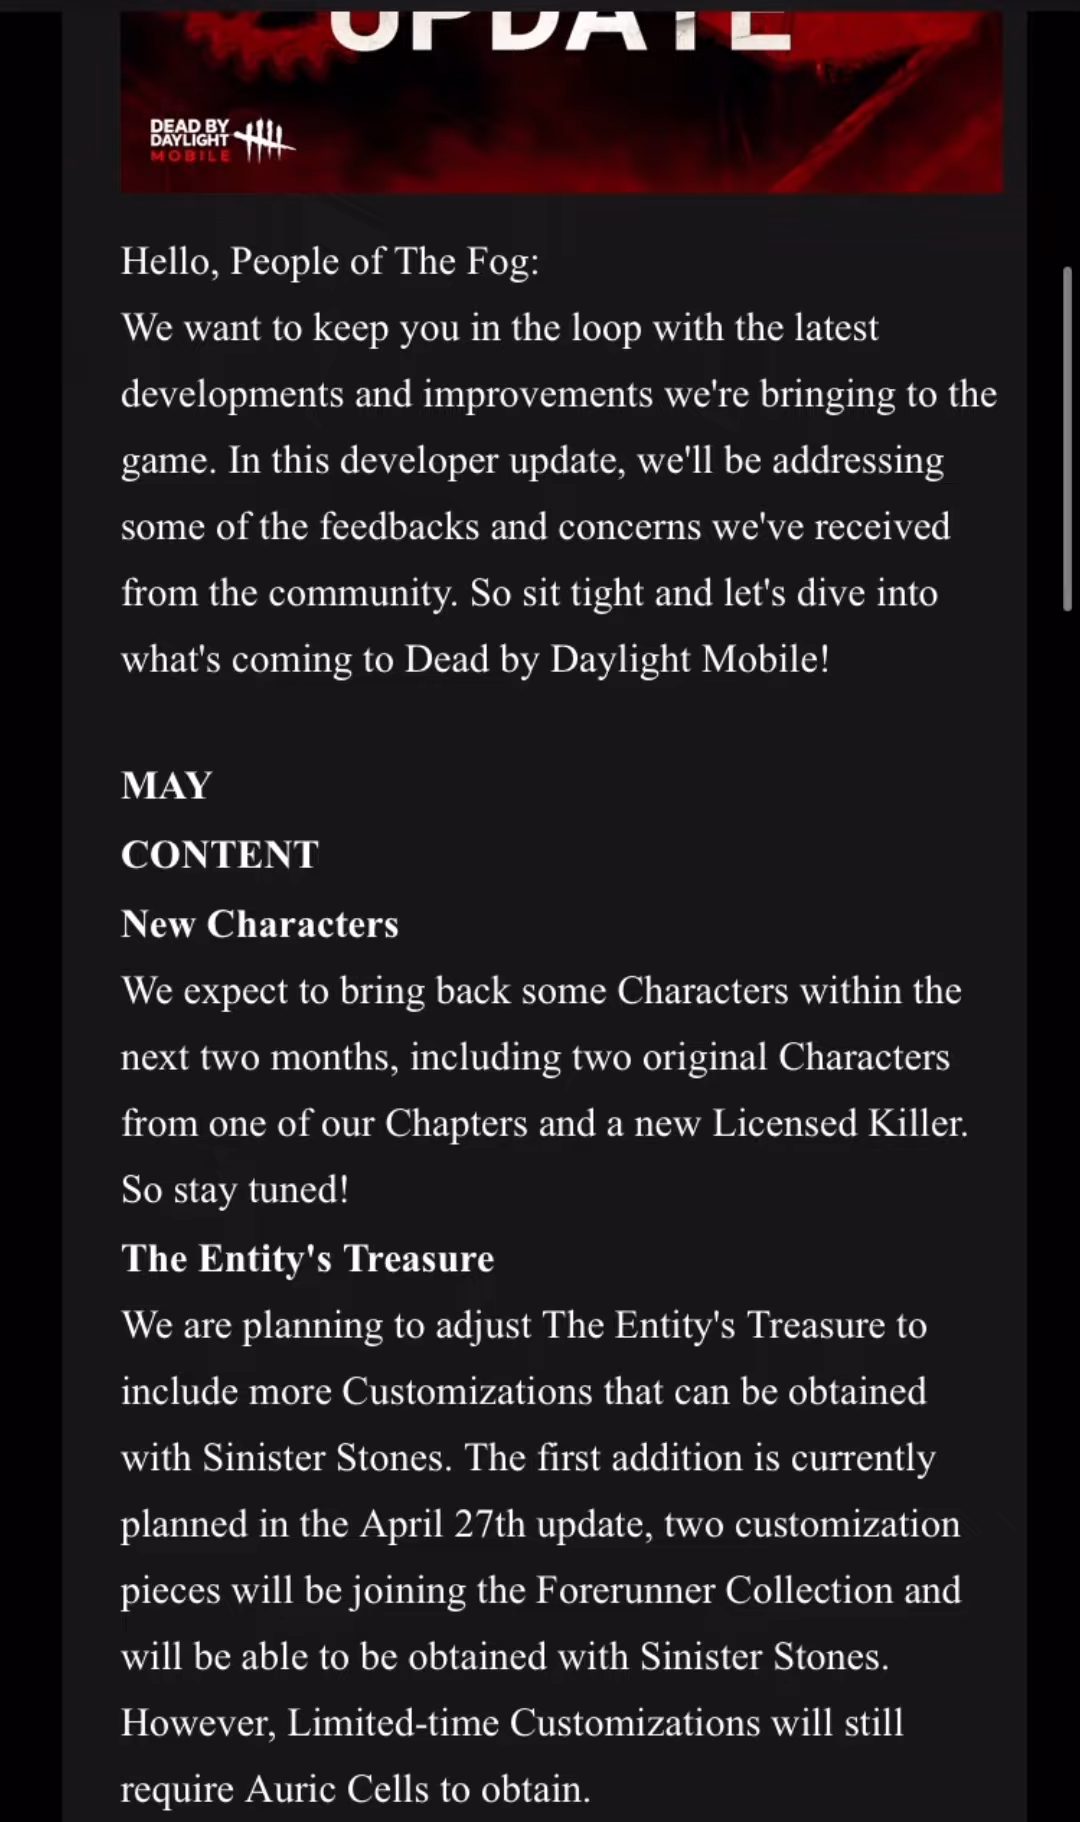 UPDATE
DEAD BY
DAYLIGHT
MOBILE
Hello, People of The Fog:
We want to keep you in the loop with the latest
developments and improvements we're bringing to the
game. In this developer update, we'll be addressing
some of the feedbacks and concerns we've received
from the community. So sit tight and let's dive into
what's coming to Dead by Daylight Mobile!
MAY
CONTENT
New Characters
We expect to bring back some Characters within the
next two months, including two original Characters
from one of our Chapters and a new Licensed Killer.
So stay tuned!
The Entity's Treasure
We are planning to adjust The Entity's Treasure to
include more Customizations that can be obtained
with Sinister Stones. The first addition is currently
planned in the April 27th update, two customization
pieces will be joining the Forerunner Collection and
will be able to be obtained with Sinister Stones.
However, Limited-time Customizations will still
require Auric Cells to obtain.